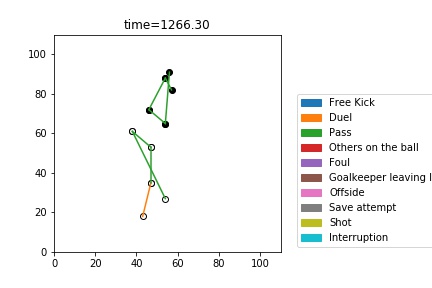 time=1266.30
100
80
60
40
20
0
0 20 40 60 80 100
Free Kick
Duel
Pass
Others on the ball
Foul
Goalkeeper leaving l
Offside
Save attempt
Shot
Interruption